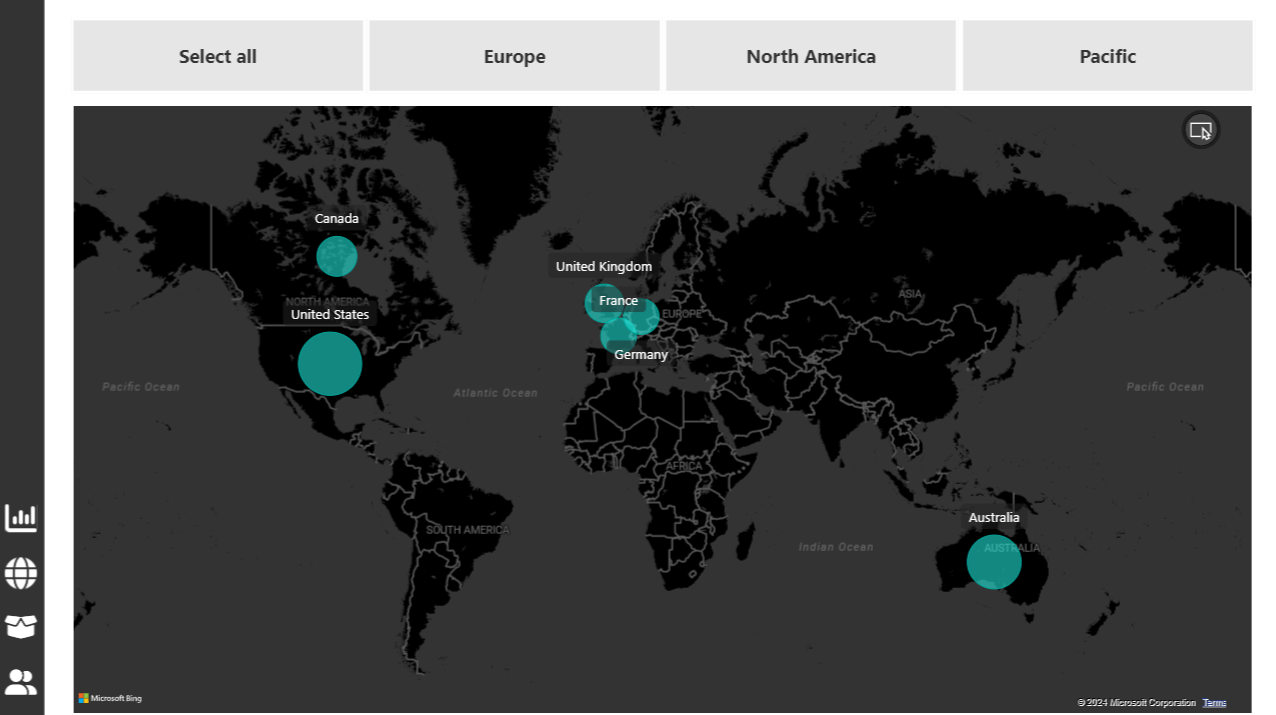 Select all
Europe
North America
Pacific
Canada
United Kingdom
NORTH AMERICA
ASIA
France
United States
EUROPE
Germany
Pacific Ocean
Atlantic Ocean
Pacific Ocean
AFRICA
Australia
SOUTH AMERICA
Indian Ocean
AUSTRALIA
Microsoft Bing
© 2024 Microsoft Corporation Terms